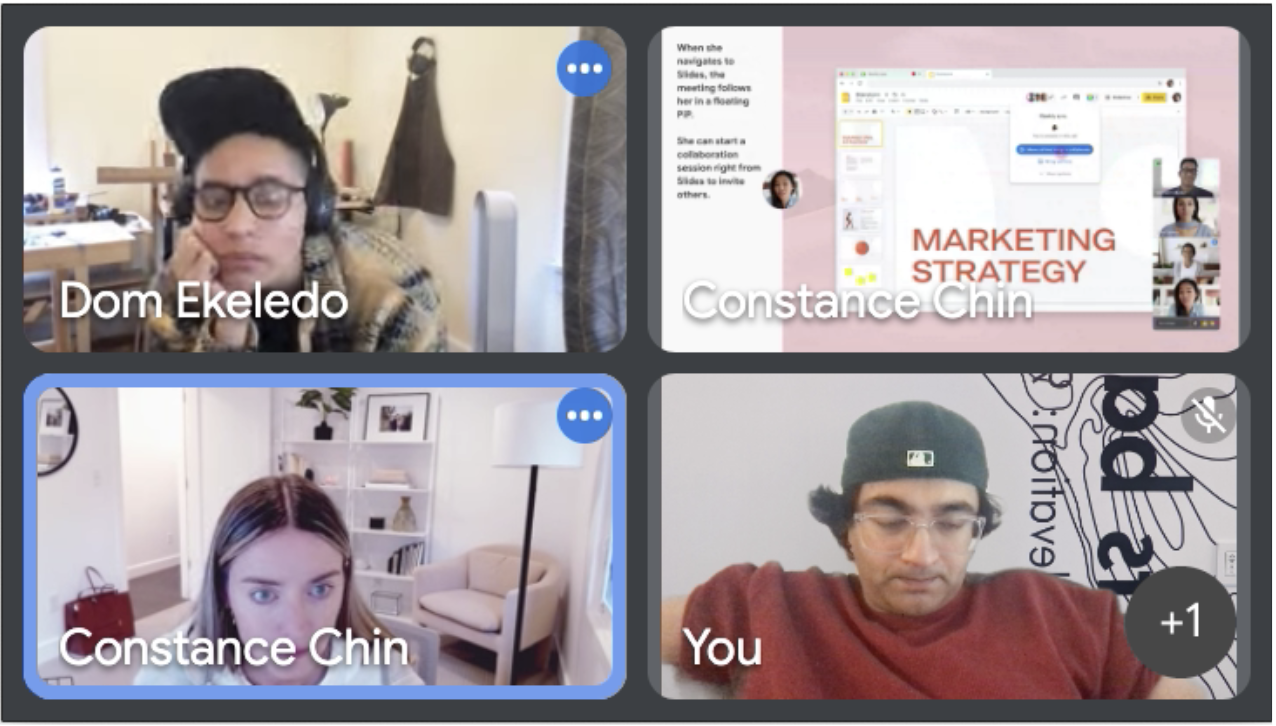 When she
navigates to
Slides, the
meeting follows
her in a floating
PiP.
She can start a
collaboration
session right from
Slides to invite
others.
MARKETING
STRATEGY
Dom Ekeledo
Constance Chin
Constance Chin
You
levation:
+1